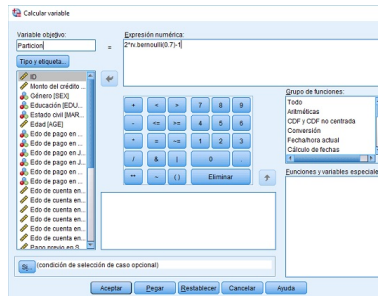 Calcular variable
Variable objetivo:
Particion
=
Expresión numérica:
2*rv.bernoulli(0.7)-1
Tipo y etiqueta...
ID
Monto del crédito ...
Género [SEX]
Educación [EDU...
Estado civil [MAR...
Edad [AGE]
Edo de pago en ...
Edo de pago en ...
Edo de pago en J...
Edo de pago en J...
Edo de pago en ...
Edo de pago en ...
Edo de cuenta en...
Edo de cuenta en...
Edo de cuenta en...
Edo de cuenta en...
Edo de cuenta en...
Edo de cuenta en...
Pago previo en S...
+ < > 7 8 9
- <= >= 4 5 6
* = ~= 1 2 3
/ & | 0 .
** ~ ( ) Eliminar
Grupo de funciones:
Todo
Aritméticas
CDF y CDF no centrada
Conversión
Fecha/hora actual
Cálculo de fechas
Funciones y variables especiale
(condición de selección de caso opcional)
Aceptar Pegar Restablecer Cancelar Ayuda